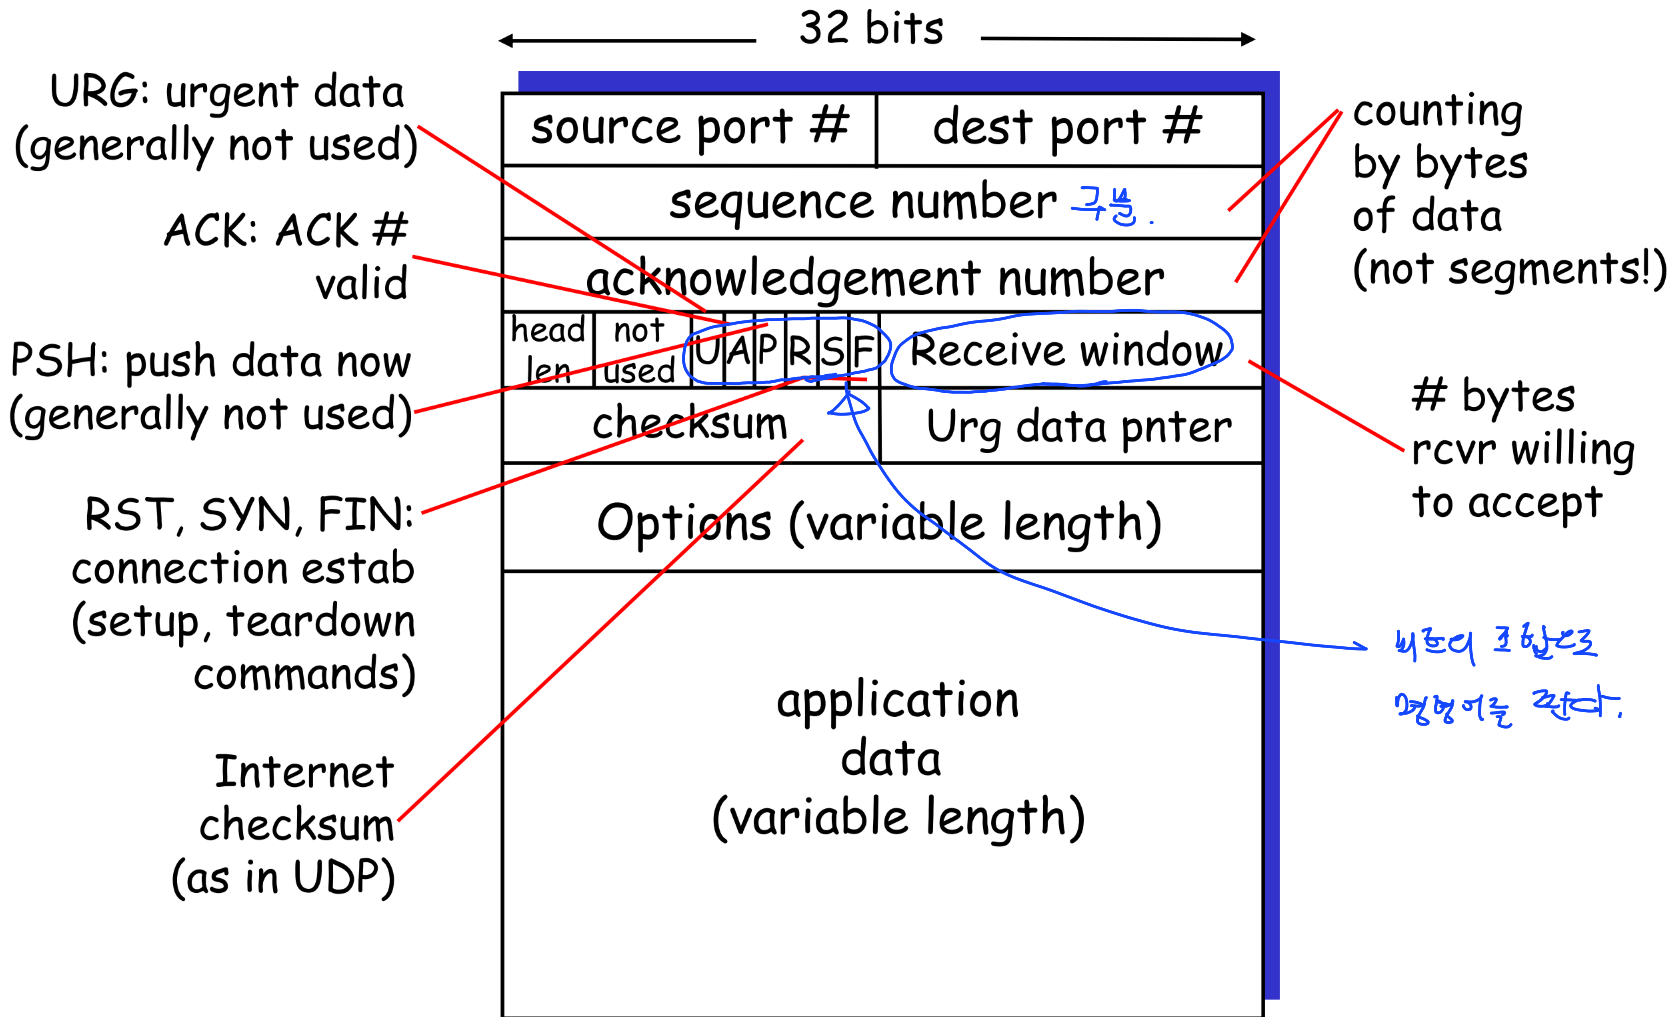 32 bits
URG: urgent data
(generally not used)
ACK: ACK #
valid
PSH: push data now
(generally not used)
RST, SYN, FIN:
connection estab
(setup, teardown
commands)
Internet
checksum
(as in UDP)
source port #
dest port #
sequence number 구분.
acknowledgement number
head
len
not
used
U A P R S F
Receive window
checksum
Urg data pnter
Options (variable length)
application
data
(variable length)
counting
by bytes
of data
(not segments!)
# bytes
rcvr willing
to accept
비트의 조합으로
명령어를 짠다.